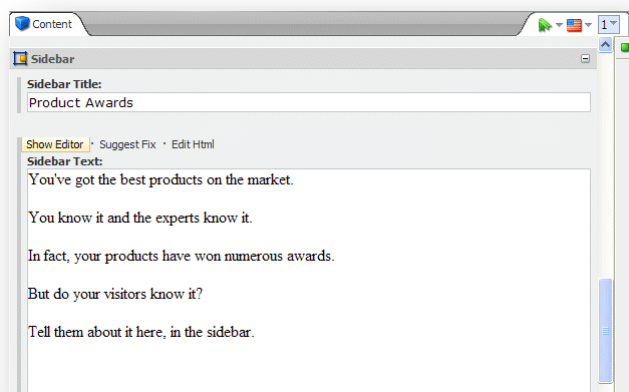 Content
1
Sidebar
Sidebar Title:
Product Awards
Show Editor · Suggest Fix · Edit Html
Sidebar Text:
You've got the best products on the market.
You know it and the experts know it.
In fact, your products have won numerous awards.
But do your visitors know it?
Tell them about it here, in the sidebar.